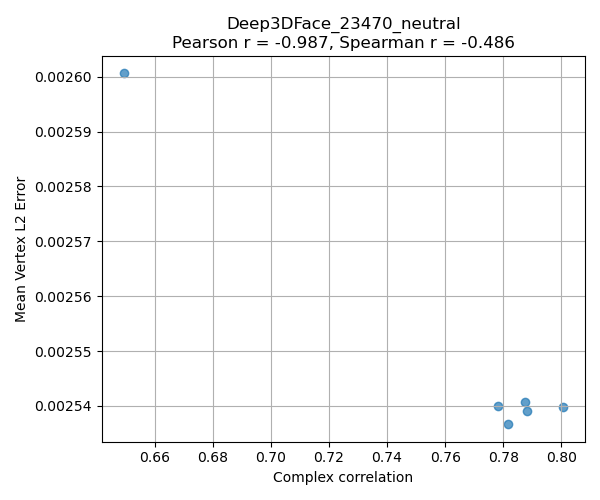 Deep3DFace_23470_neutral
Pearson r = -0.987, Spearman r = -0.486
0.00260
0.00259
0.00258
0.00257
0.00256
0.00255
0.00254
Mean Vertex L2 Error
0.66 0.68 0.70 0.72 0.74 0.76 0.78 0.80
Complex correlation